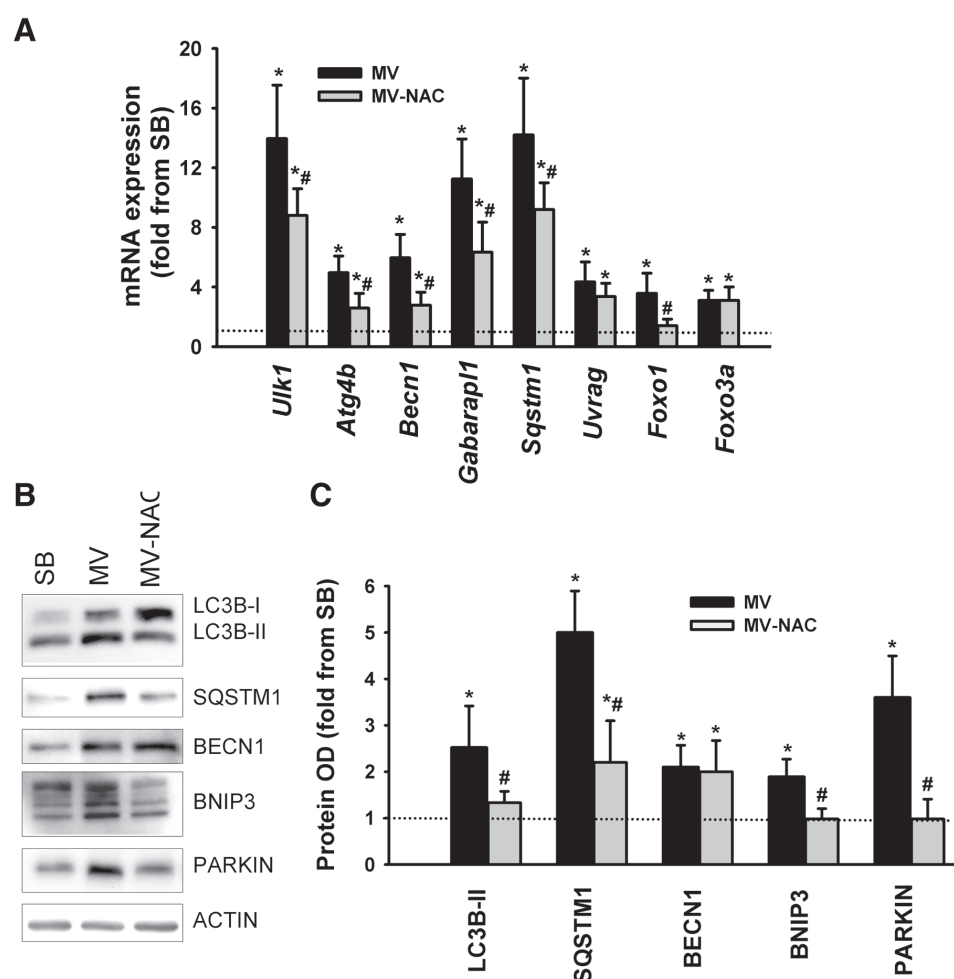 A
mRNA expression
(fold from SB)
20
16
12
8
4
0
MV
MV-NAC
*
*#
*
*#
*
*#
*
*#
*
*#
*
*
*
#
*
*
Ulk1
Atg4b
Becn1
Gabarapl1
Sqstm1
Uvrag
Foxo1
Foxo3a
B
SB
MV
MV-NAC
LC3B-I
LC3B-II
SQSTM1
BECN1
BNIP3
PARKIN
ACTIN
C
Protein OD (fold from SB)
6
5
4
3
2
1
0
MV
MV-NAC
*
#
*
*#
*
*
*
#
*
#
LC3B-II
SQSTM1
BECN1
BNIP3
PARKIN